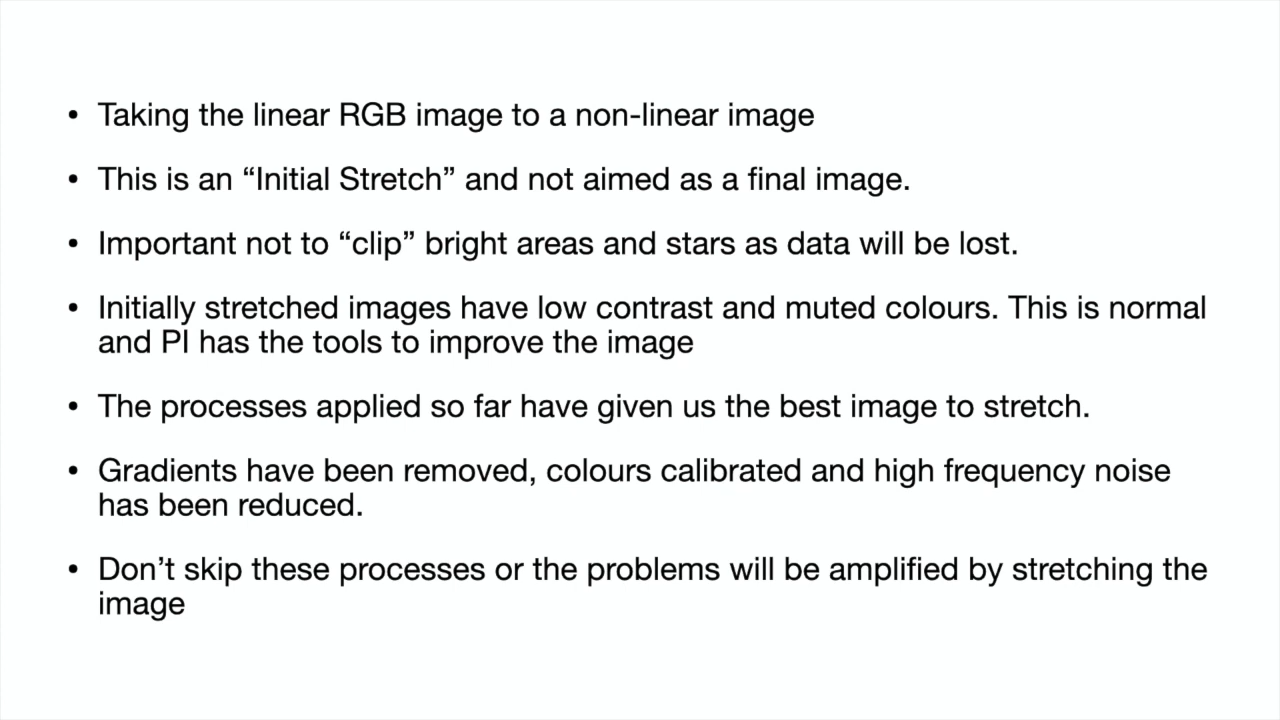 • Taking the linear RGB image to a non-linear image
• This is an “Initial Stretch” and not aimed as a final image.
• Important not to “clip” bright areas and stars as data will be lost.
• Initially stretched images have low contrast and muted colours. This is normal
and PI has the tools to improve the image
• The processes applied so far have given us the best image to stretch.
• Gradients have been removed, colours calibrated and high frequency noise
has been reduced.
• Don’t skip these processes or the problems will be amplified by stretching the
image